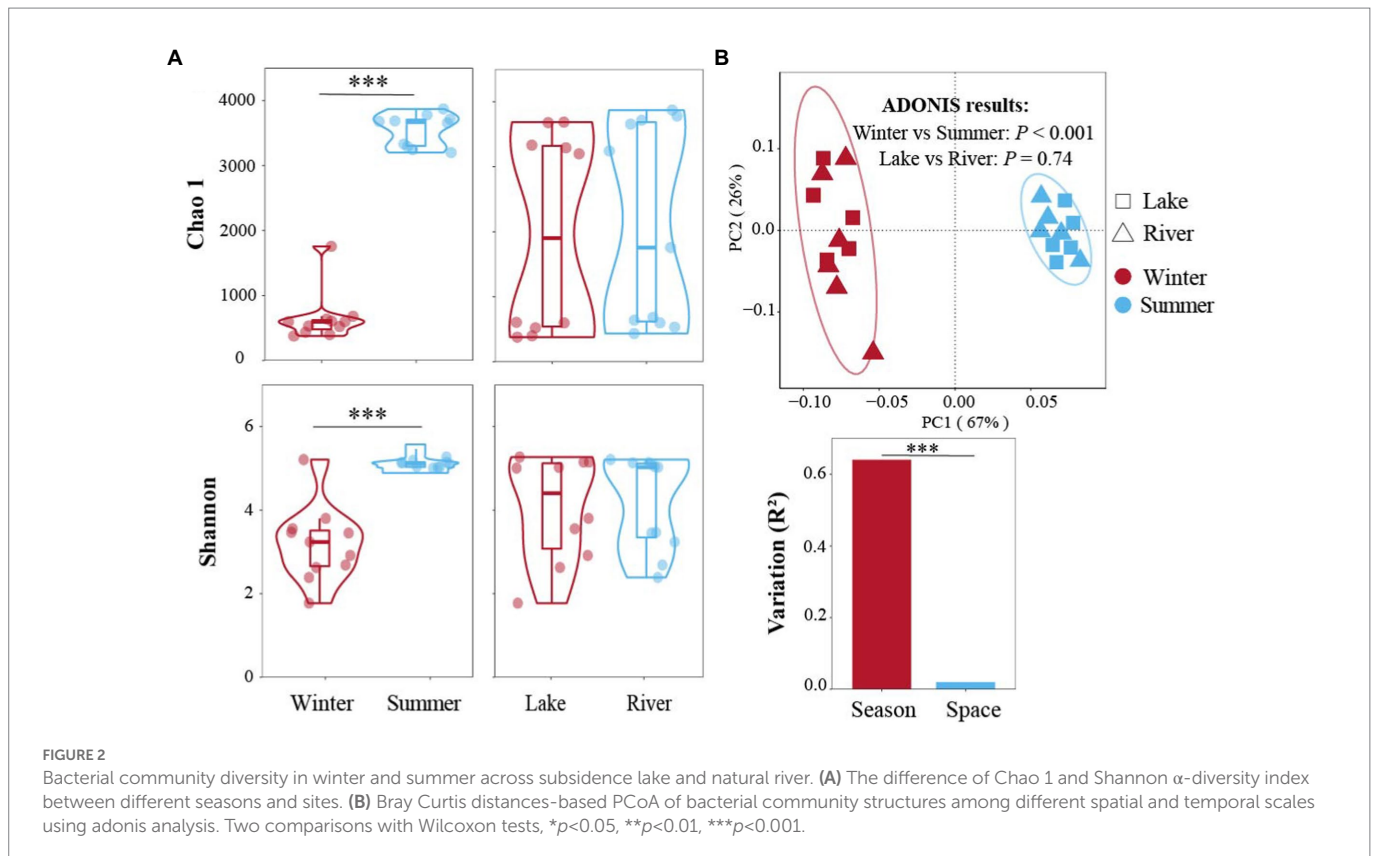 A
***
4000
3000
2000
1000
0
Chao 1
***
6
4
2
0
Shannon
Winter
Summer
Lake
River
B
ADONIS results:
Winter vs Summer: P < 0.001
Lake vs River: P = 0.74
0.1
0.0
−0.1
PC2 ( 26%)
−0.10
−0.05
0.00
0.05
PC1 ( 67%)
Lake
River
Winter
Summer
***
0.6
0.4
0.2
0.0
Variation (R²)
Season
Space
FIGURE 2
Bacterial community diversity in winter and summer across subsidence lake and natural river. (A) The difference of Chao 1 and Shannon α-diversity index
between different seasons and sites. (B) Bray Curtis distances-based PCoA of bacterial community structures among different spatial and temporal scales
using adonis analysis. Two comparisons with Wilcoxon tests, *p<0.05, **p<0.01, ***p<0.001.